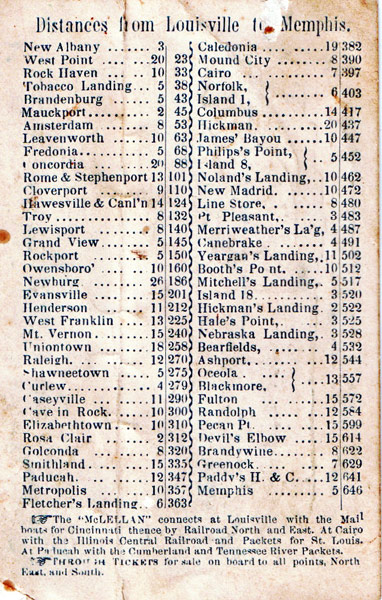 Distances from Louisville to Memphis.
New Albany ....... 3
West Point ...... 20 23
Rock Haven ..... 10 33
Tobacco Landing... 5 38
Brandenburg ..... 5 43
Mauckport ....... 2 45
Amsterdam ...... 8 53
Leavenworth .... 10 63
Fredonia ........ 5 68
Concordia ....... 20 88
Rome & Stephenport 13 101
Cloverport ...... 9 110
Hawesville & Canl'n 14 124
Troy ............ 8 132
Lewisport ....... 8 140
Grand View ...... 5 145
Rockport ........ 5 150
Owensboro' ..... 10 160
Newburg ........ 26 186
Evansville ...... 15 201
Henderson ...... 11 212
West Franklin ... 13 225
Mt. Vernon ...... 15 240
Uniontown ...... 18 258
Raleigh.......... 12 270
Shawneetown .... 5 275
Curlew........... 4 279
Caseyville ...... 11 290
Cave in Rock..... 10 300
Elizabethtown ... 10 310
Rosa Clair ...... 2 312
Golconda ........ 8 320
Smithland ....... 15 335
Paducah......... 12 347
Metropolis ...... 10 357
Fletcher's Landing. 6 363
Caledonia ........ 19 382
Mound City ...... 8 390
Cairo ............ 7 397
Norfolk,
Island 1, } ........ 6 403
Columbus ........ 14 417
Hickman.......... 20 437
James' Bayou .... 10 447
Philips's Point,
Island 8, } .... 5 452
Noland's Landing,.. 10 462
New Madrid. ..... 10 472
Line Store, ....... 8 480
Pt Pleasant,.. .... 3 483
Merriweather's La'g, 4 487
Canebrake ....... 4 491
Yeargan's Landing,. 11 502
Booth's Po nt. .... 10 512
Mitchell's Landing.. 5 517
Island 18.......... 3 520
Hickman's Landing. 2 522
Hale's Point,...... 3 525
Nebraska Landing,. 3 528
Bearfields, ....... 4 532
Ashport, ......... 12 544
Osceola ..
Blackmore, } ..... 13 557
Fulton ........... 15 572
Randolph ........ 12 584
Pecan Pt. ........ 15 599
Devil's Elbow .... 15 614
Brandywine....... 8 622
Greenock......... 7 629
Paddy's H. & C... 12 641
Memphis ........ 5 646
The "McLELLAN" connects at Louisville with the Mail
boats for Cincinnati thence by Railroad North and East. At Cairo
with the Illinois Central Railroad and Packets for St. Louis.
At Paducah with the Cumberland and Tennessee River Packets.
THROUGH TICKETS for sale on board to all points, North
East, and South.